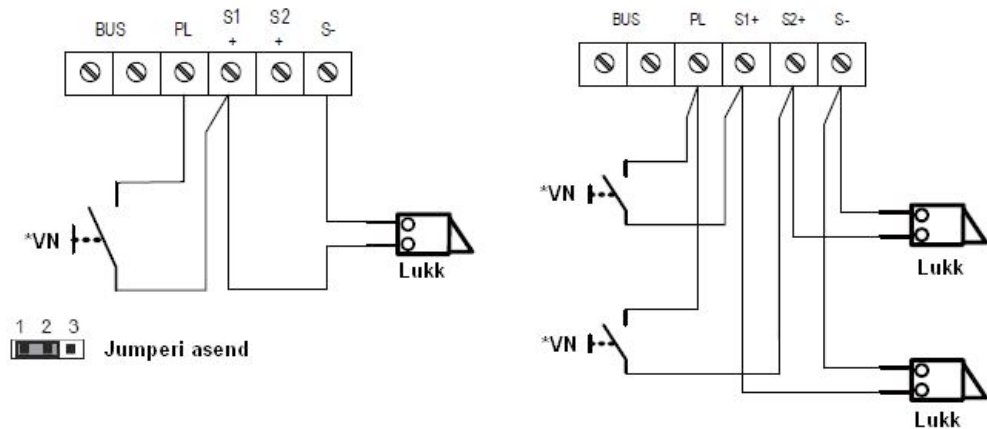 BUS PL S1 + S2 + S-
*VN
Lukk
1 2 3
Jumperi asend
BUS PL S1+ S2+ S-
*VN
Lukk
*VN
Lukk